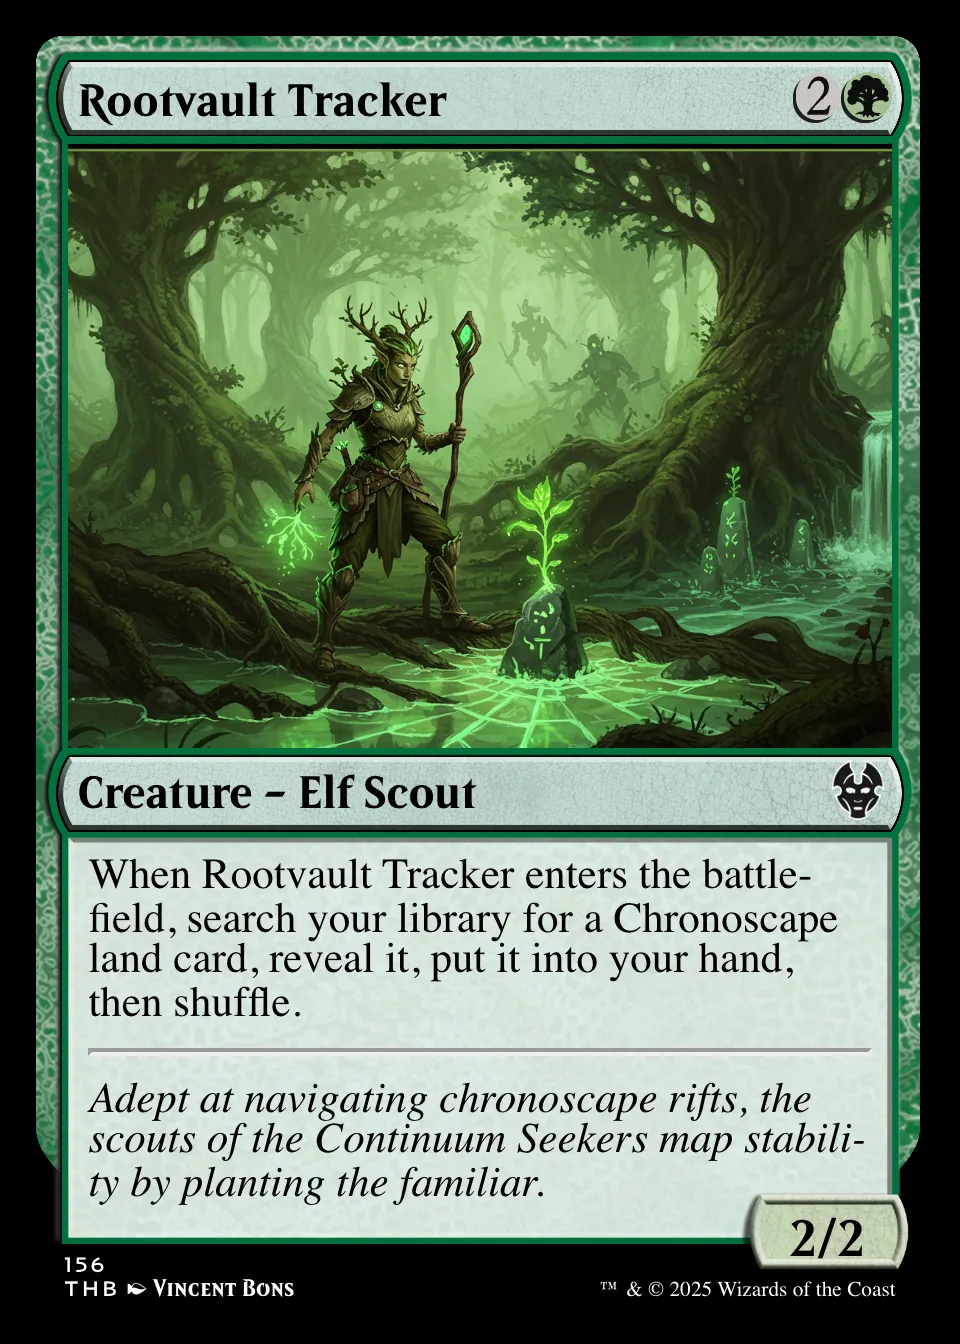 Rootvault Tracker 2
Creature – Elf Scout
When Rootvault Tracker enters the battle-
field, search your library for a Chronoscape
land card, reveal it, put it into your hand,
then shuffle.
Adept at navigating chronoscape rifts, the
scouts of the Continuum Seekers map stabili-
ty by planting the familiar.
2/2
156
THB Vincent Bons
™ & © 2025 Wizards of the Coast